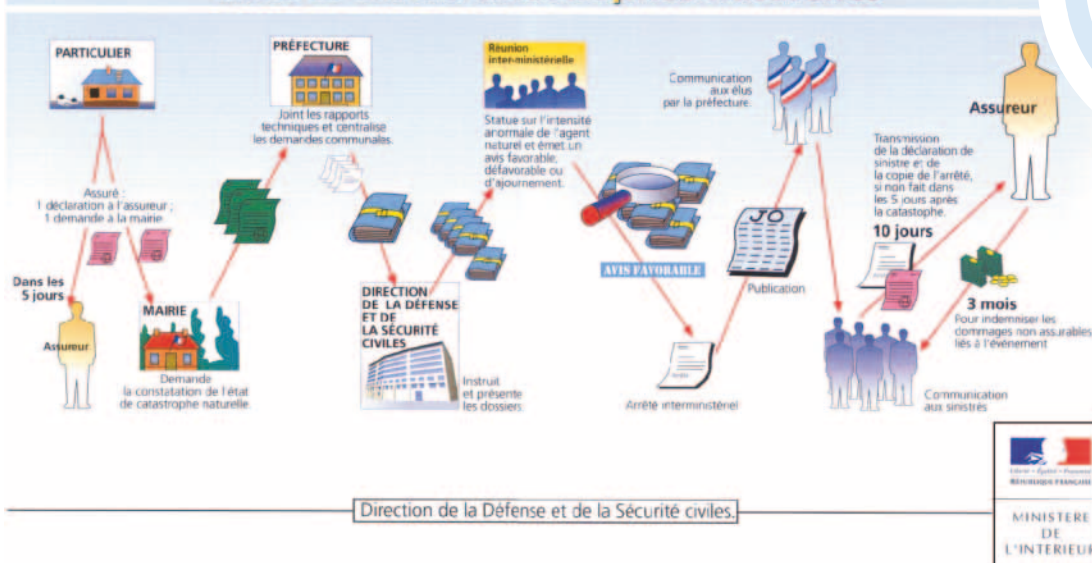 PARTICULIER
Assuré :
1 déclaration à l'assureur ;
1 demande à la mairie.
Dans les
5 jours
Assureur
MAIRIE
Demande
la constatation de l'état
de catastrophe naturelle
PRÉFECTURE
Joint les rapports
techniques et centralise
les demandes communales.
DIRECTION
DE LA DÉFENSE
ET DE
LA SÉCURITÉ
CIVILES
Instruit
et présente
les dossiers
Réunion
inter-ministérielle
Statue sur l'intensité
anormale de l'agent
naturel et émet un
avis favorable,
défavorable ou
d'ajournement.
AVIS FAVORABLE
Arrêté interministériel
JO
Publication
Communication
aux élus
par la préfecture.
Communication
aux sinistrés
Transmission
de la déclaration de
sinistre et de
la copie de l'arrêté,
si non fait dans
les 5 jours après
la catastrophe.
10 jours
Assureur
3 mois
Pour indemniser les
dommages non assurables
liés à l'événement
Direction de la Défense et de la Sécurité civiles.
RÉPUBLIQUE FRANÇAISE
MINISTERE
DE
L'INTERIEUR